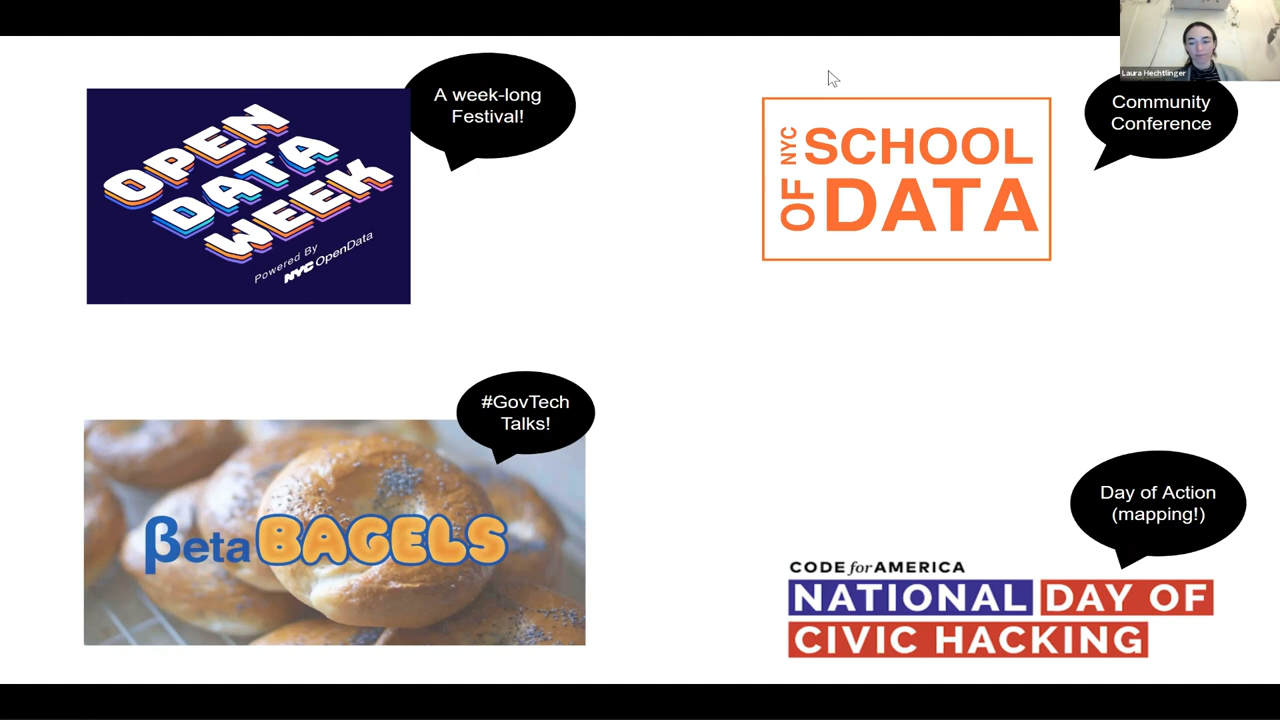 OPEN
DATA
WEEK
Powered By
NYC OpenData
A week-long
Festival!
NYC SCHOOL
OF DATA
Community
Conference
Laura Hechtlinger
#GovTech
Talks!
βeta BAGELS
Day of Action
(mapping!)
CODE for AMERICA
NATIONAL DAY OF
CIVIC HACKING